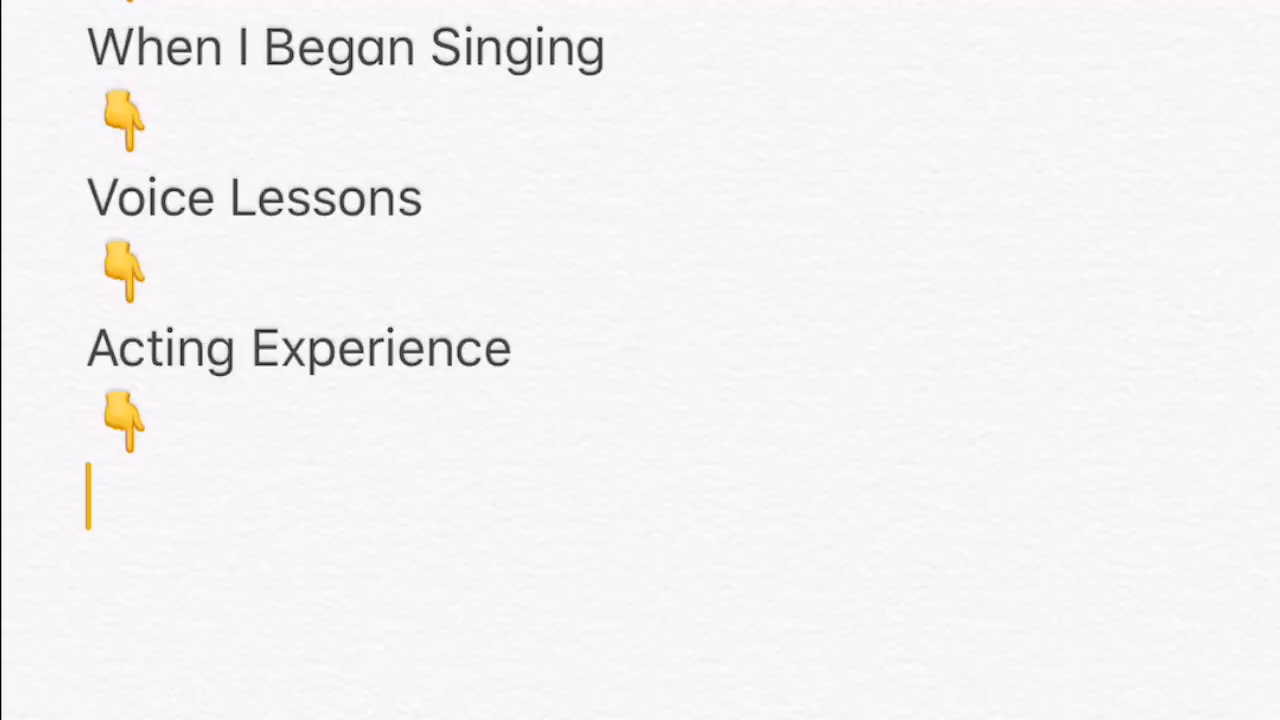 When I Began Singing
👇
Voice Lessons
👇
Acting Experience
👇